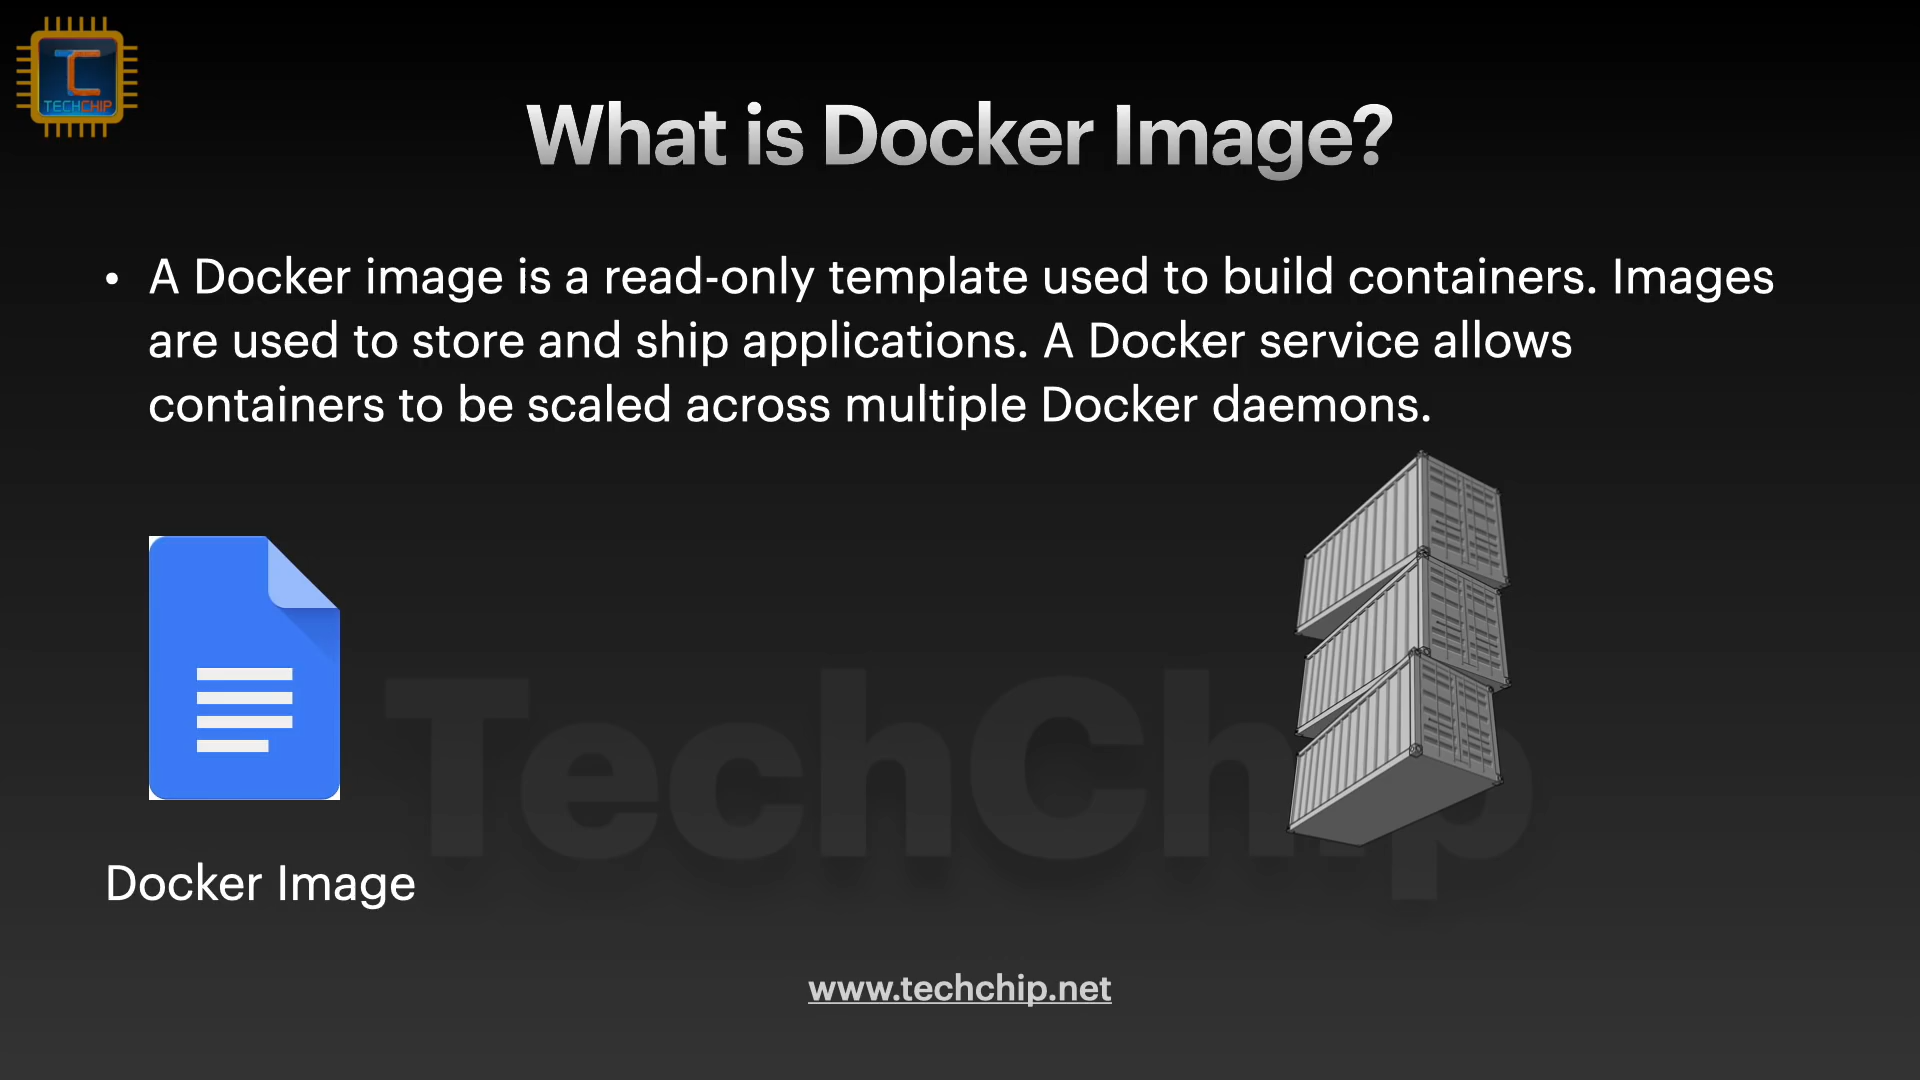 TC
TECHCHIP
What is Docker Image?
• A Docker image is a read-only template used to build containers. Images
are used to store and ship applications. A Docker service allows
containers to be scaled across multiple Docker daemons.
TechChip
Docker Image
www.techchip.net